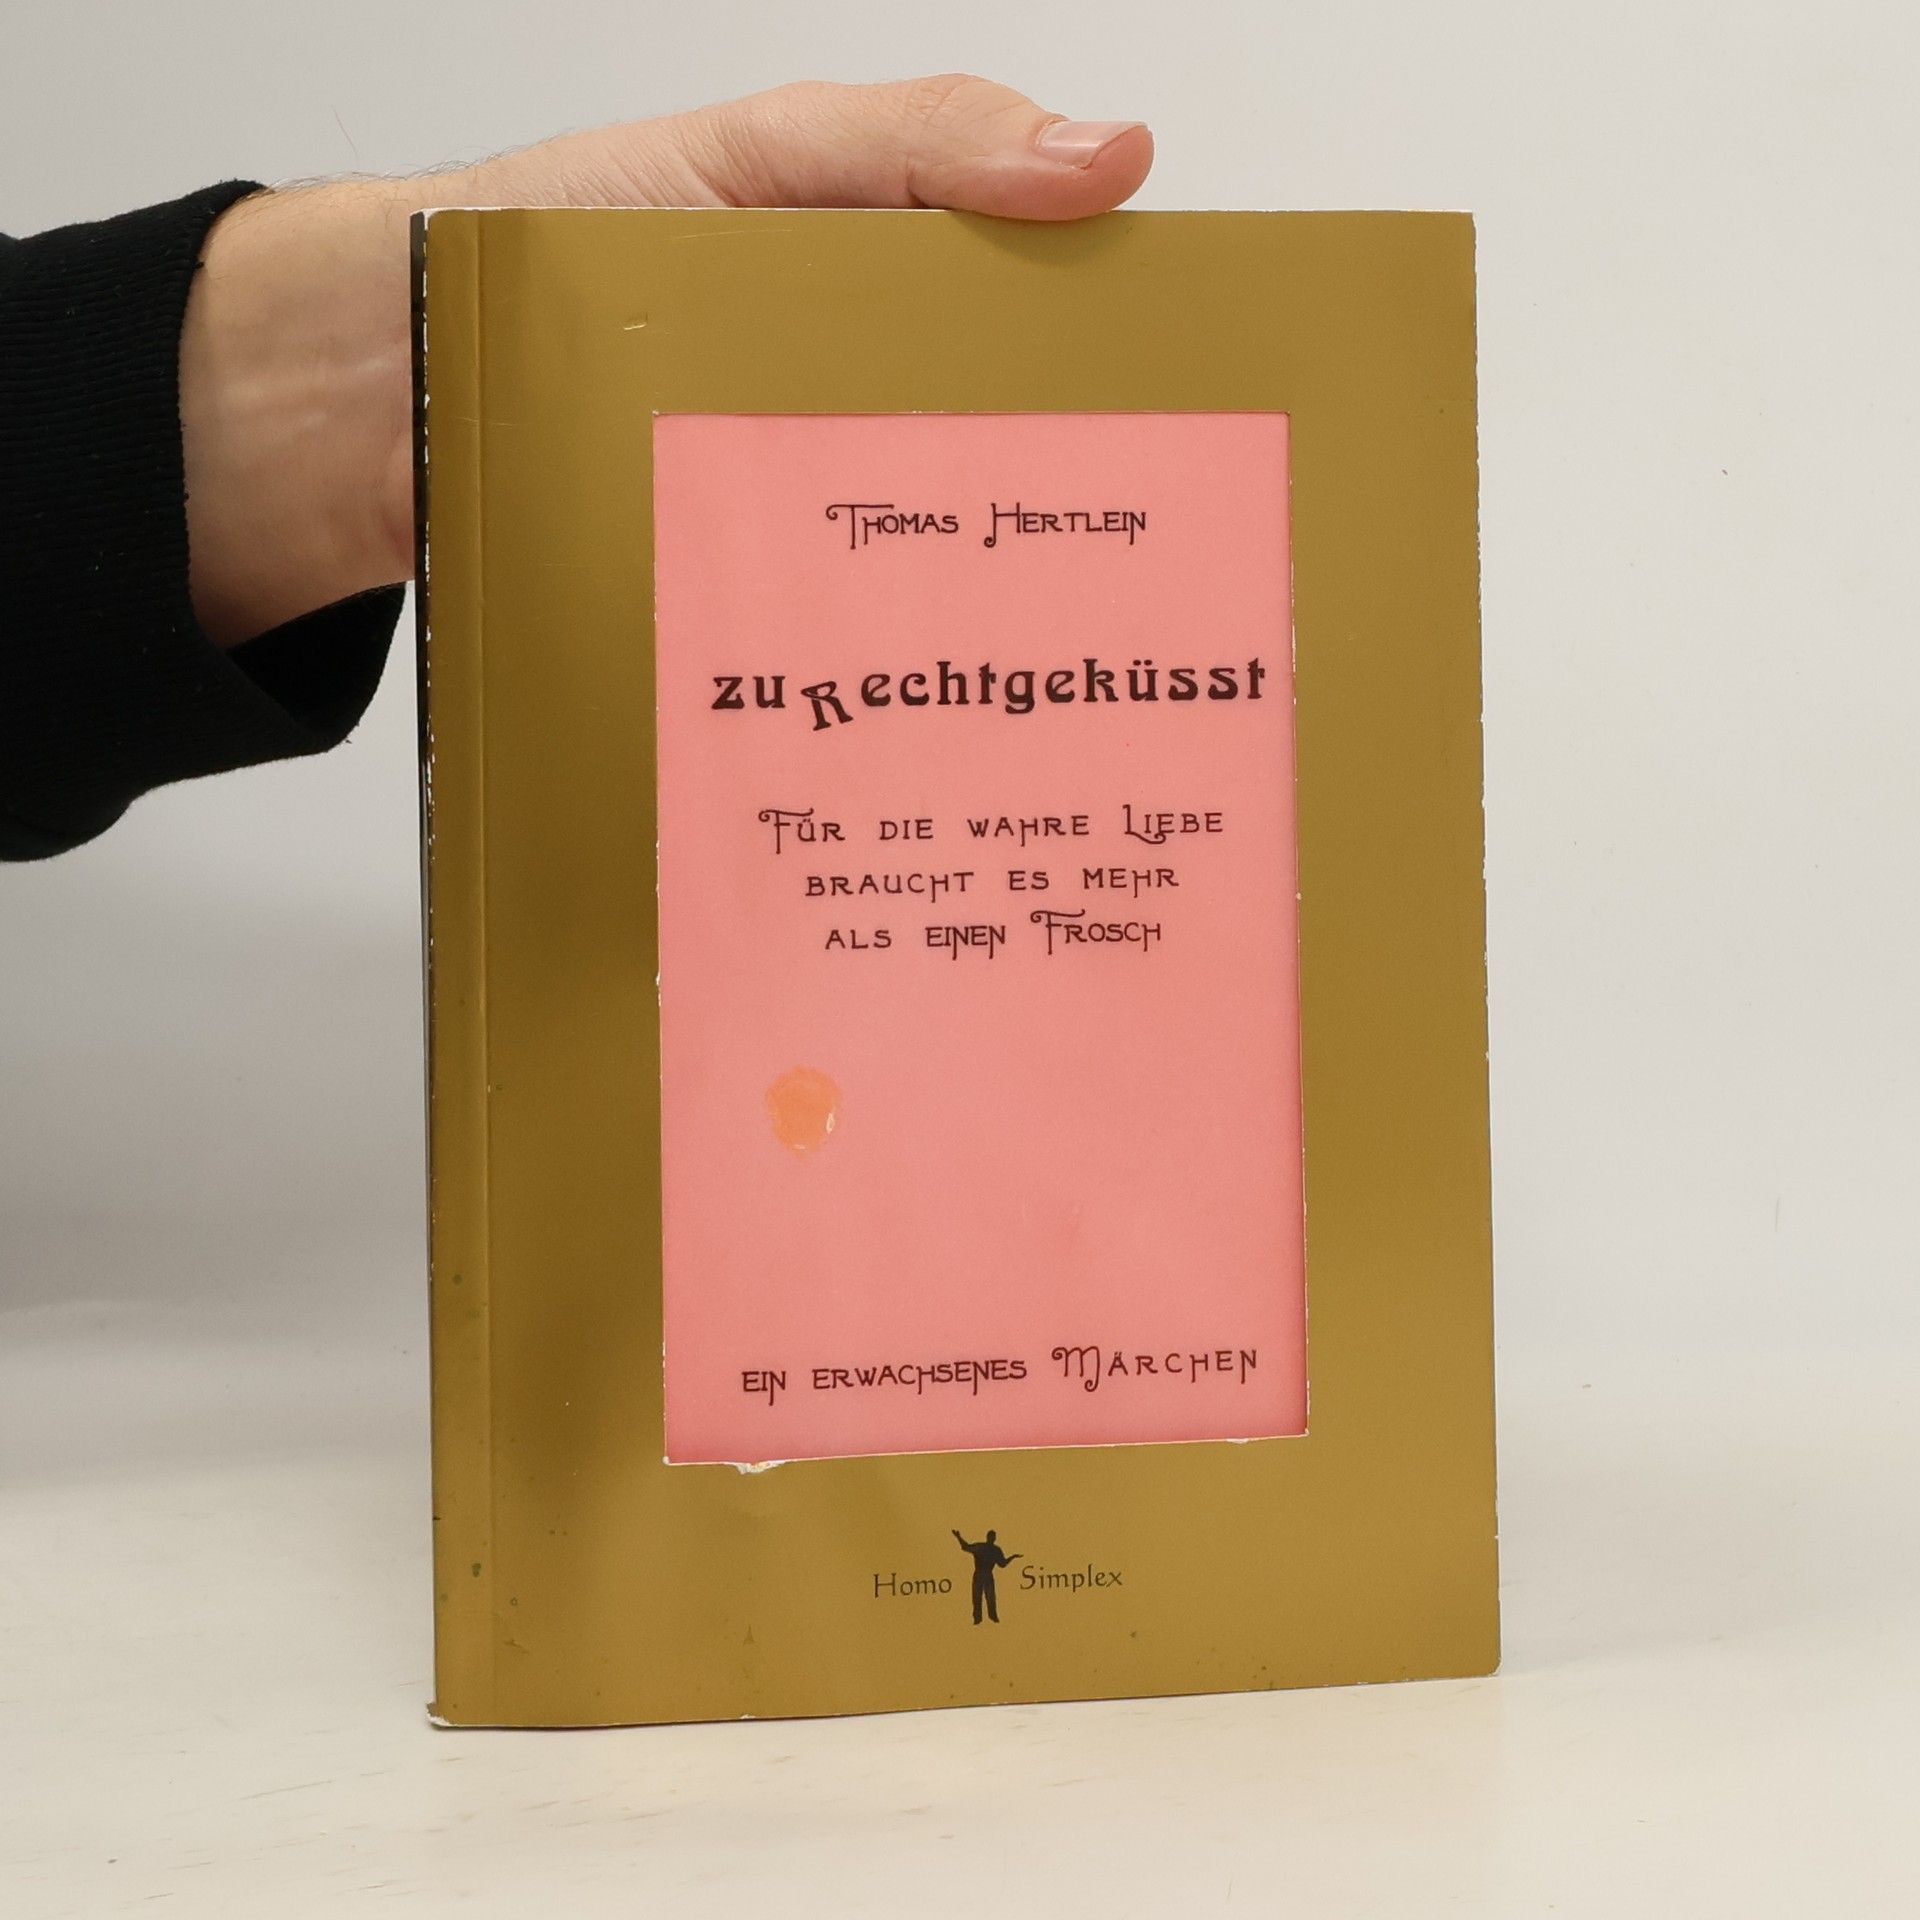 Thomas Hertlein
zuRechtgeküsst
Für die wahre Liebe
braucht es mehr
als einen Frosch
ein erwachsenes Märchen
Homo Simplex